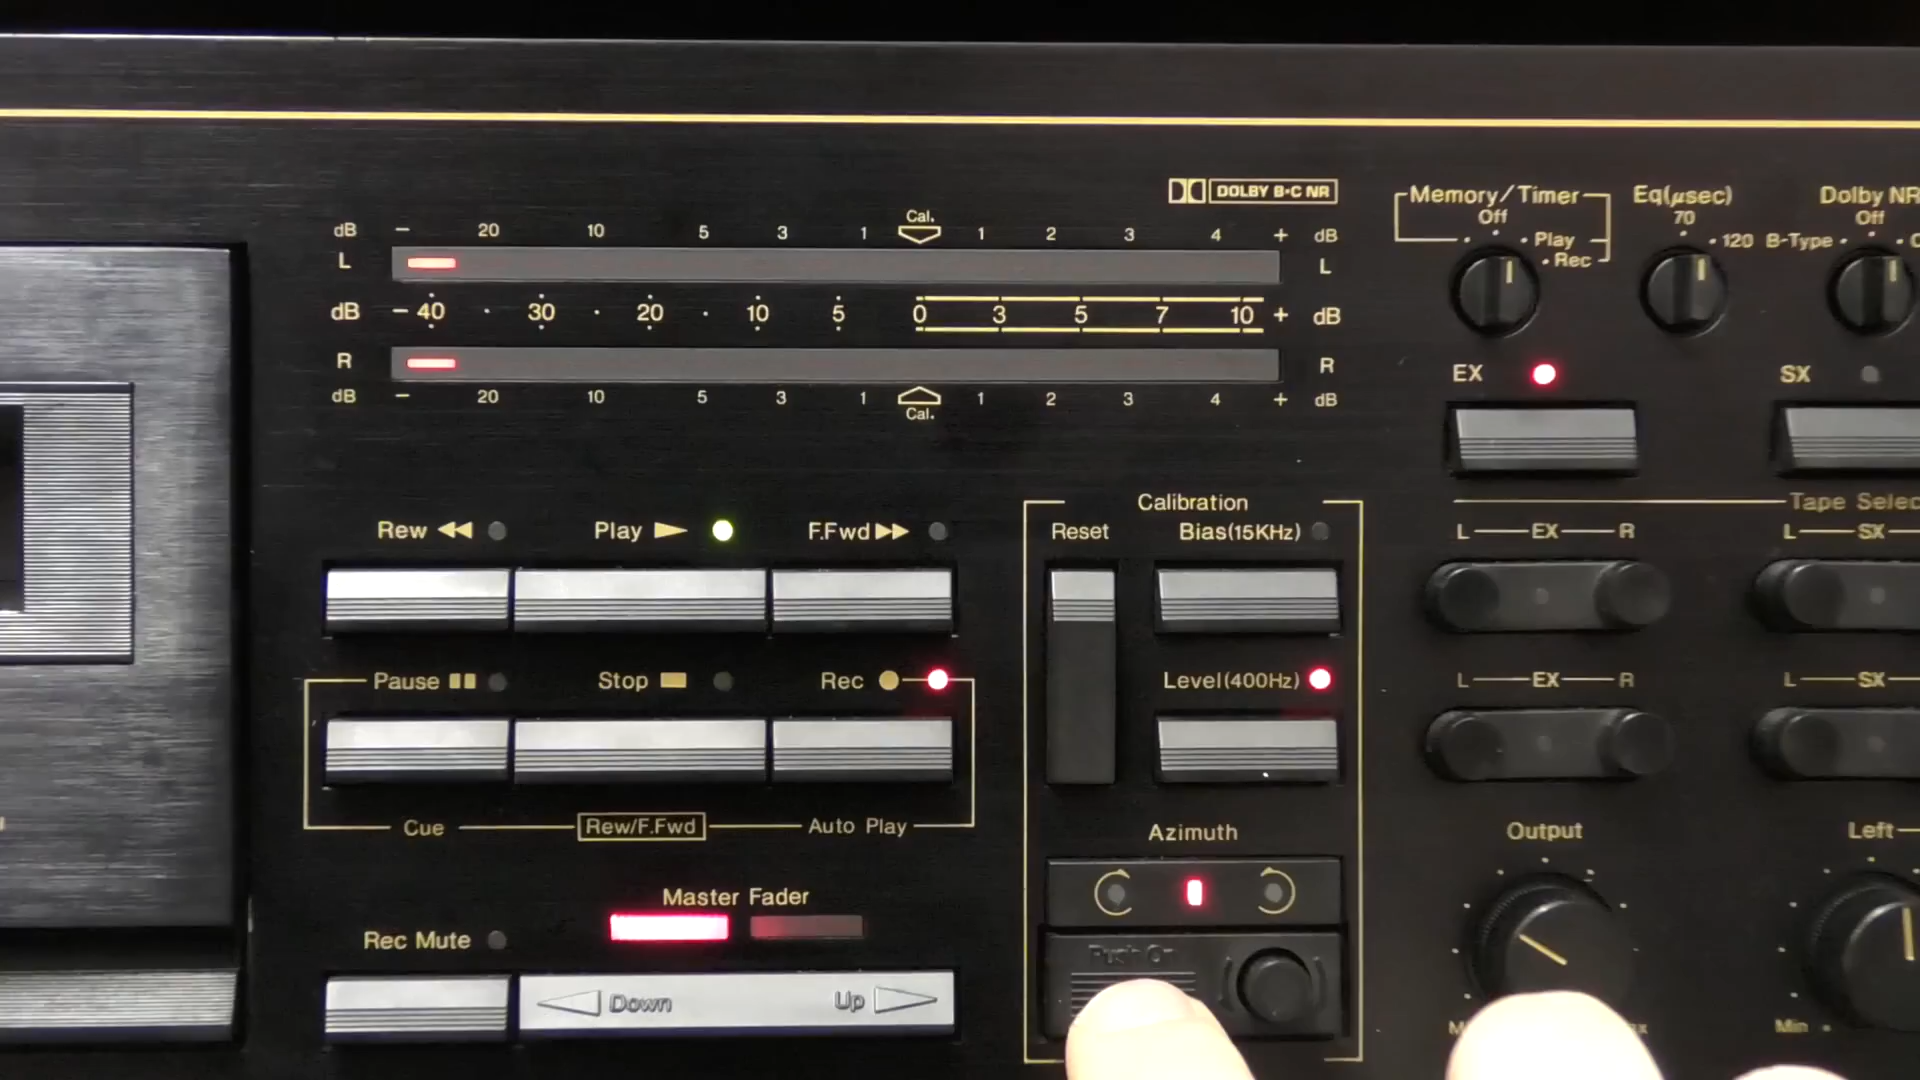 DOLBY B·C NR
dB – 20 10 5 3 1 Cal. 1 2 3 4 + dB
L L
dB – 40 · 30 · 20 · 10 5 0 3 5 7 10 + dB
R R
dB – 20 10 5 3 1 Cal. 1 2 3 4 + dB
Memory/Timer
Off
Play
Rec
Eq(μsec)
70
120
Dolby NR
Off
B-Type
EX SX
Tape Selec
L EX R L SX
L EX R L SX
Rew Play F.Fwd
Pause Stop Rec
Cue Rew/F.Fwd Auto Play
Master Fader
Rec Mute
Down Up
Calibration
Reset Bias(15KHz)
Level(400Hz)
Azimuth
Push On
Output
Left
Min